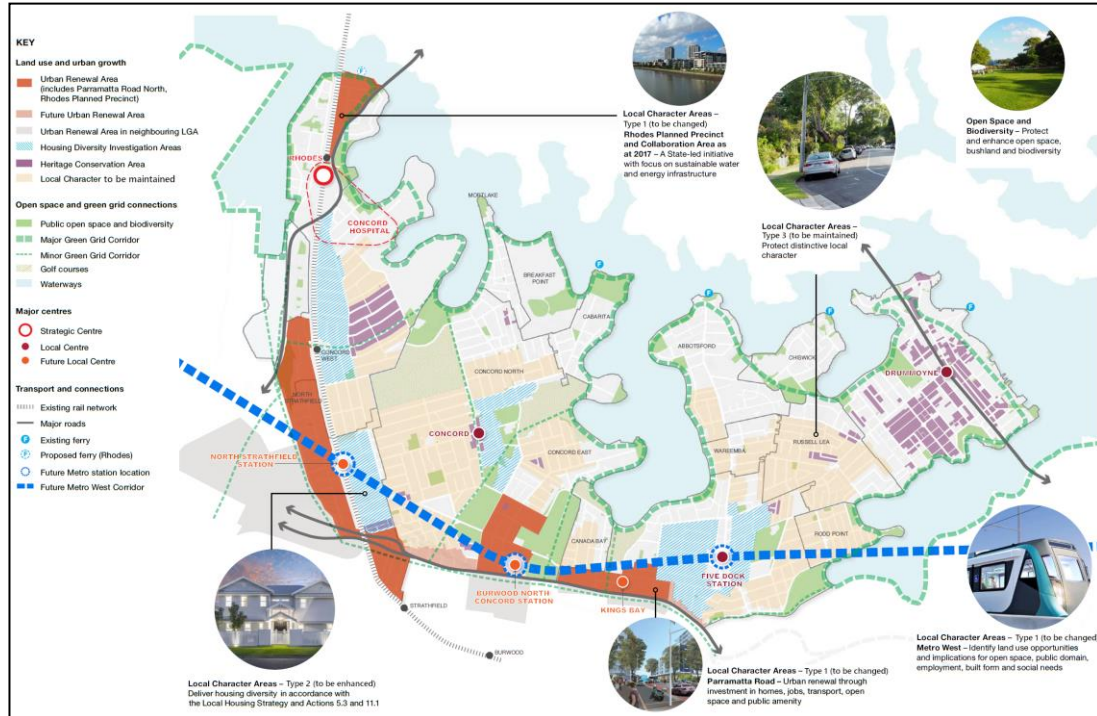 KEY
Land use and urban growth
Urban Renewal Area
(includes Parramatta Road North,
Rhodes Planned Precinct)
Future Urban Renewal Area
Urban Renewal Area in neighbouring LGA
Housing Diversity Investigation Areas
Heritage Conservation Area
Local Character to be maintained
Open space and green grid connections
Public open space and biodiversity
Major Green Grid Corridor
Minor Green Grid Corridor
Golf courses
Waterways
Major centres
Strategic Centre
Local Centre
Future Local Centre
Transport and connections
Existing rail network
Major roads
F Existing ferry
F Proposed ferry (Rhodes)
Future Metro station location
Future Metro West Corridor
F
RHODES
CONCORD
HOSPITAL
MORTLAKE
BREAKFAST
POINT
F
CABARITA
CONCORD
WEST
NORTH
STRATHFIELD
CONCORD NORTH
CONCORD
CONCORD EAST
NORTH STRATHFIELD
STATION
ABBOTSFORD
F
CHISWICK
F
F
DRUMMOYNE
RUSSELL LEA
WAREEMBA
RODD POINT
CANADA BAY
FIVE DOCK
STATION
BURWOOD NORTH
CONCORD STATION
KINGS BAY
STRATHFIELD
BURWOOD
Local Character Areas –
Type 1 (to be changed)
Rhodes Planned Precinct
and Collaboration Area as
at 2017 – A State-led initiative
with focus on sustainable water
and energy infrastructure
Local Character Areas –
Type 3 (to be maintained)
Protect distinctive local
character
Open Space and
Biodiversity – Protect
and enhance open space,
bushland and biodiversity
Local Character Areas – Type 2 (to be enhanced)
Deliver housing diversity in accordance with
the Local Housing Strategy and Actions 5.3 and 11.1
Local Character Areas – Type 1 (to be changed)
Parramatta Road – Urban renewal through
investment in homes, jobs, transport, open
space and public amenity
Local Character Areas – Type 1 (to be changed)
Metro West – Identify land use opportunities
and implications for open space, public domain,
employment, built form and social needs